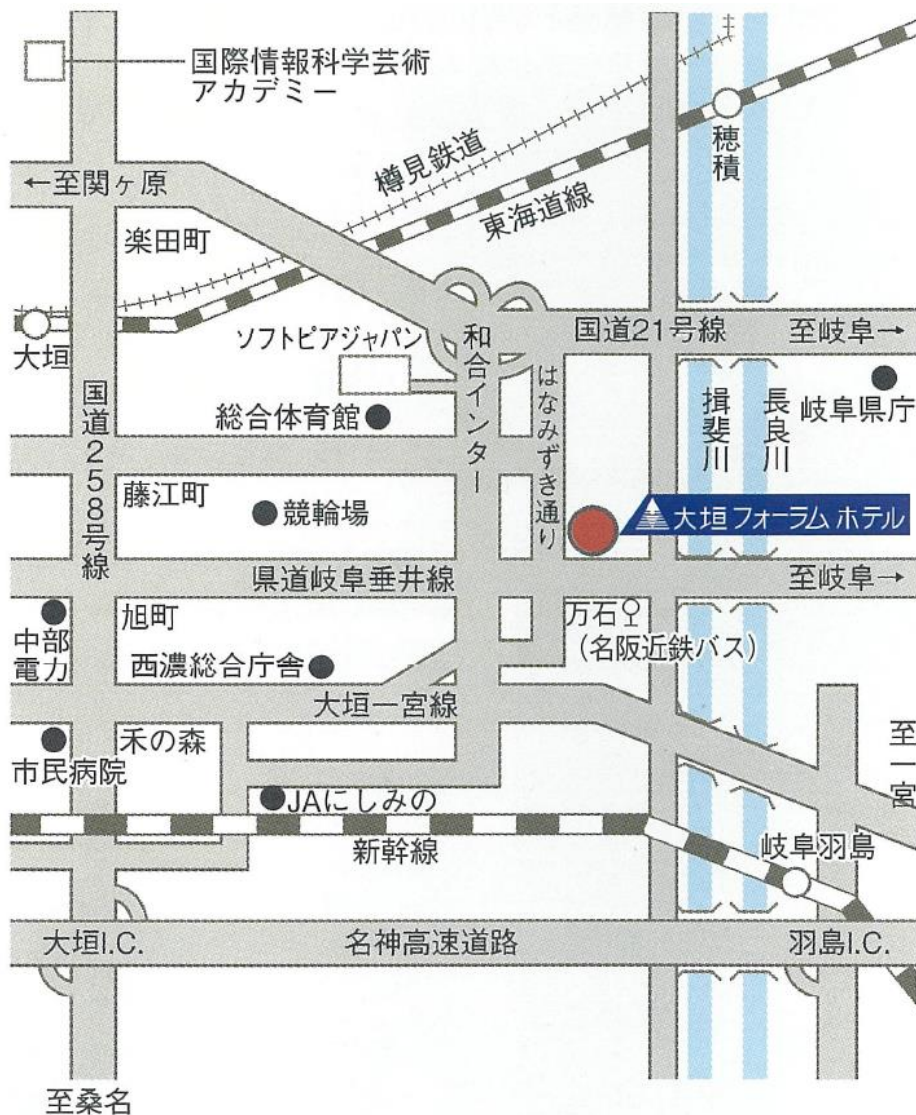 国際情報科学芸術
アカデミー
樽見鉄道
穂積
←至関ヶ原
東海道線
楽田町
大垣
ソフトピアジャパン
和合インター
国道21号線
至岐阜→
国道258号線
総合体育館
はなみずき通り
揖斐川
長良川
岐阜県庁
藤江町
競輪場
大垣フォーラムホテル
県道岐阜垂井線
至岐阜→
中部
電力
旭町
万石
（名阪近鉄バス）
西濃総合庁舎
大垣一宮線
市民病院
禾の森
至一宮
JAにしみの
新幹線
岐阜羽島
大垣I.C.
名神高速道路
羽島I.C.
至桑名